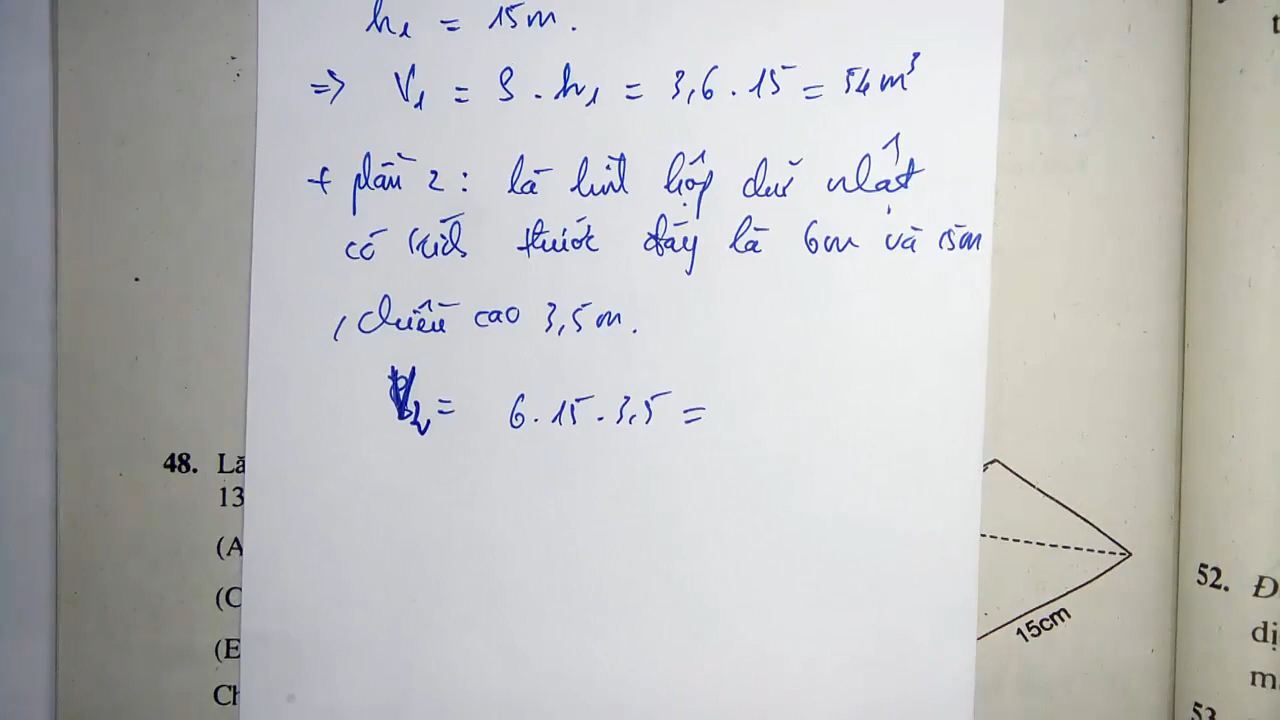 h₁ = 15m.
=> V₁ = S . h₁ = 3,6 . 15 = 54 m³
+ phần 2 : là hình hộp chữ nhật
có kích thước đáy là 6m và 15m
, chiều cao 3,5m.
V₂ = 6 . 15 . 3,5 =
48. Lă
13
(A
(C
(E
Ch
15cm
52. Đ
dị
m
53